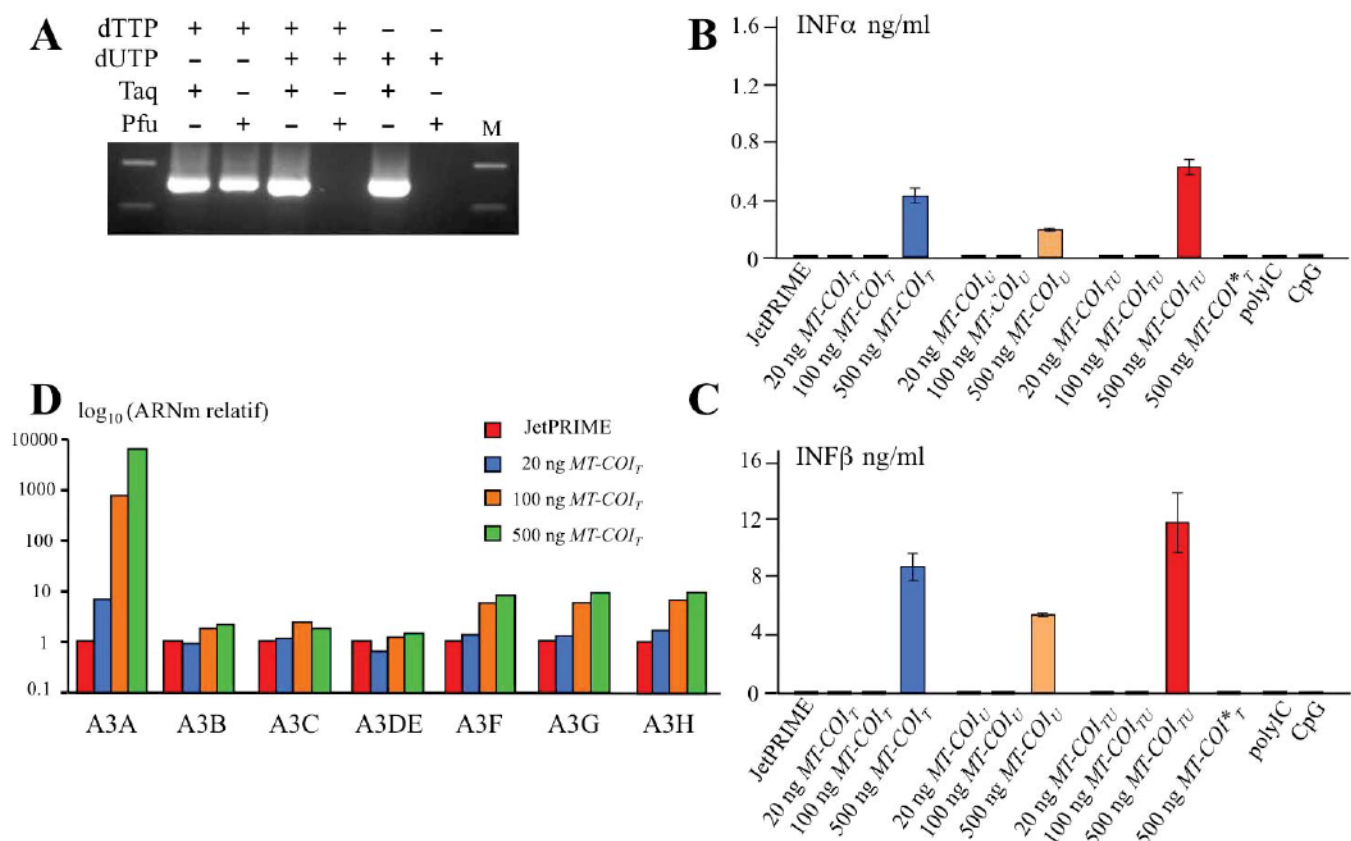 A
dTTP + + + + – –
dUTP – – + + + +
Taq + – + – + –
Pfu – + – + – + M
B
INFα ng/ml
1.6
1.2
0.8
0.4
0
JetPRIME
20 ng MT-COI_T
100 ng MT-COI_T
500 ng MT-COI_T
20 ng MT-COI_U
100 ng MT-COI_U
500 ng MT-COI_U
20 ng MT-COI_TU
100 ng MT-COI_TU
500 ng MT-COI_TU
500 ng MT-COI*_T
polyIC
CpG
D
log₁₀ (ARNm relatif)
10000
1000
100
10
1
0.1
JetPRIME
20 ng MT-COI_T
100 ng MT-COI_T
500 ng MT-COI_T
A3A A3B A3C A3DE A3F A3G A3H
C
INFβ ng/ml
16
12
8
4
0
JetPRIME
20 ng MT-COI_T
100 ng MT-COI_T
500 ng MT-COI_T
20 ng MT-COI_U
100 ng MT-COI_U
500 ng MT-COI_U
20 ng MT-COI_TU
100 ng MT-COI_TU
500 ng MT-COI_TU
500 ng MT-COI*_T
polyIC
CpG